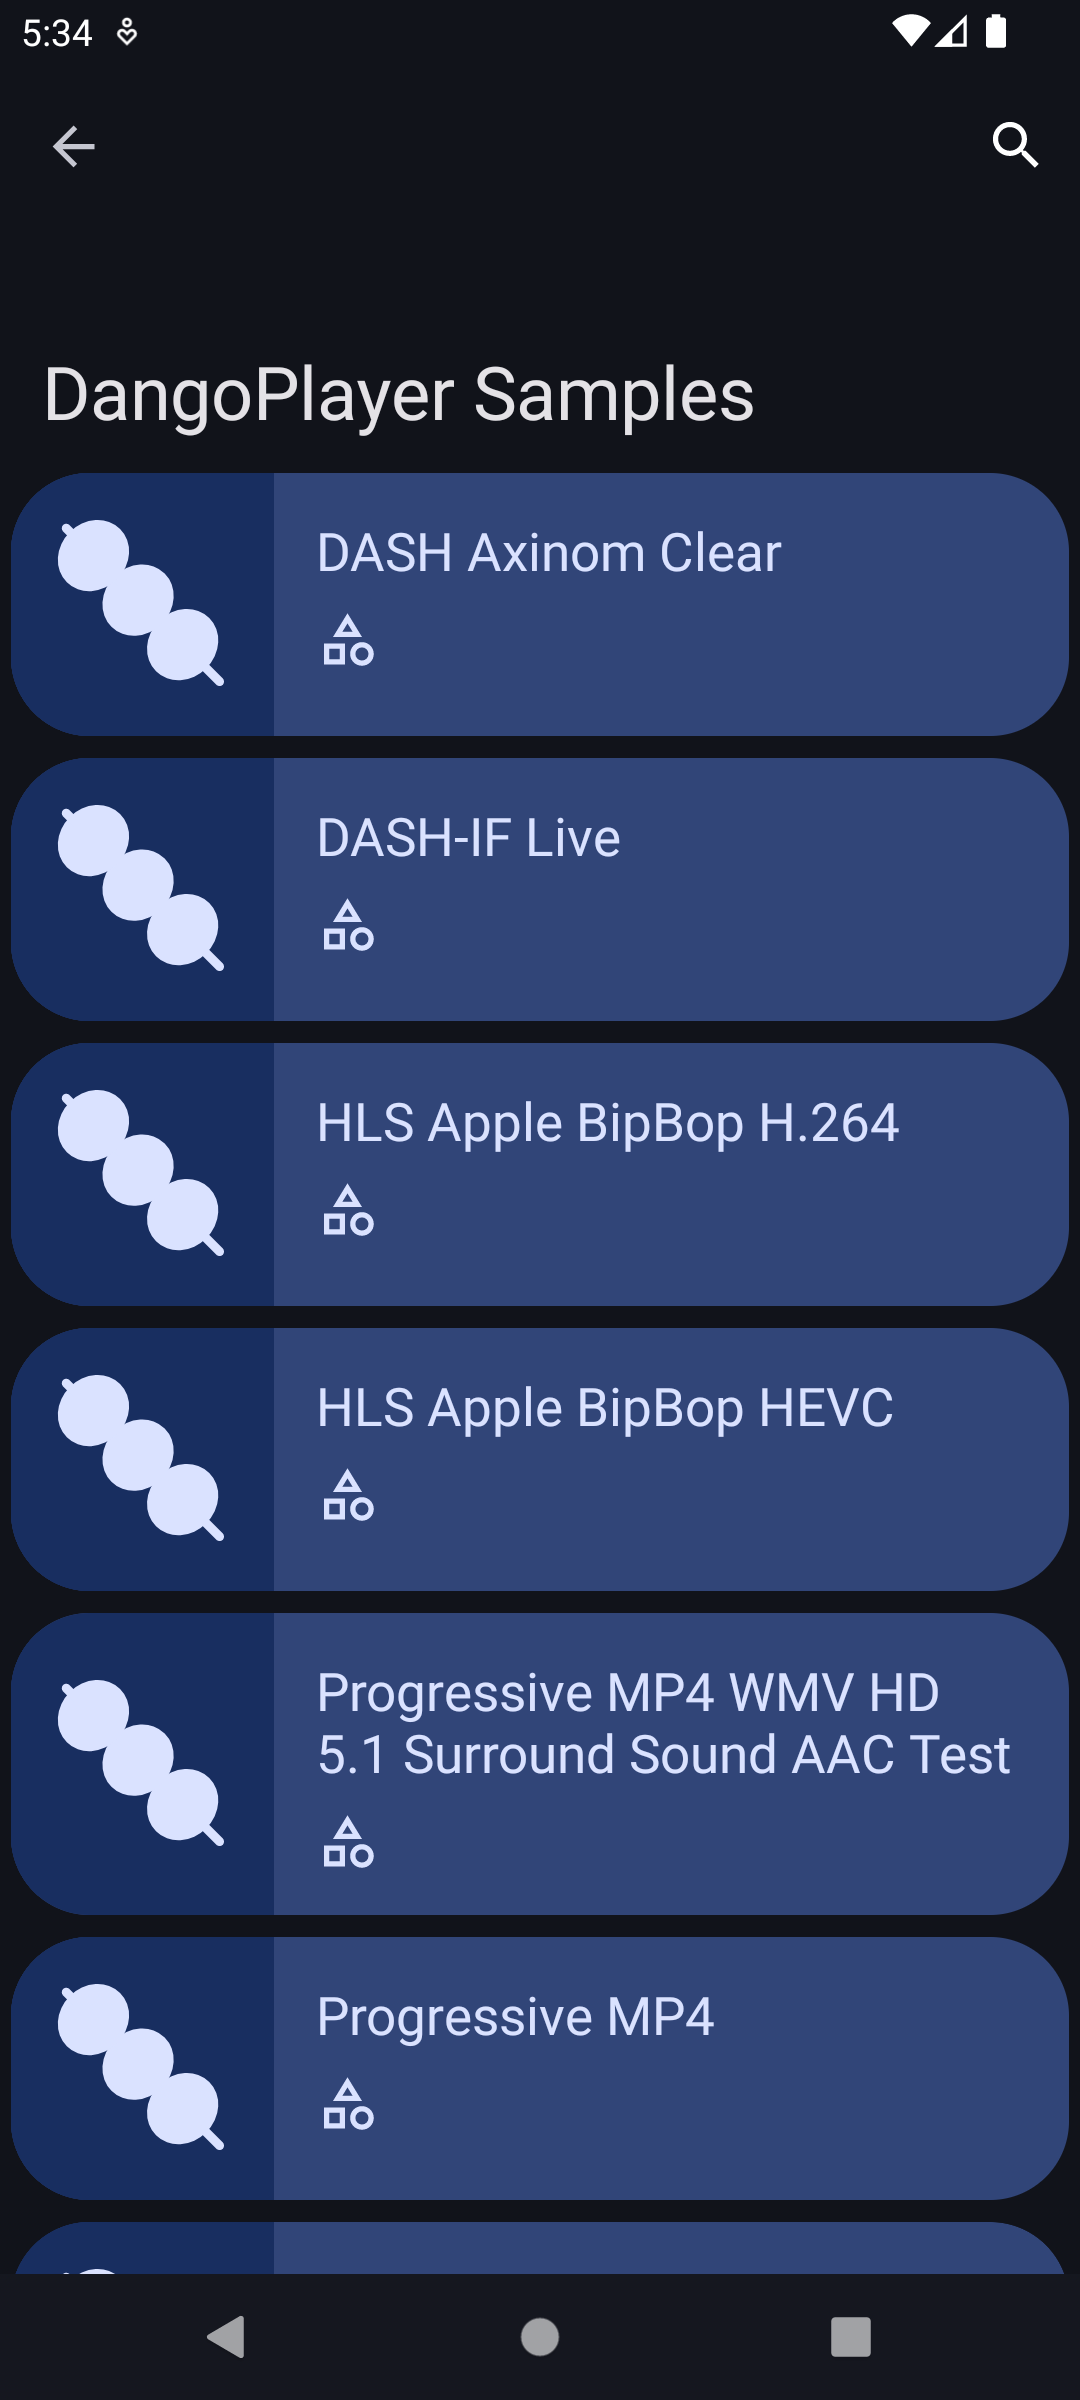 5:34
DangoPlayer Samples
DASH Axinom Clear
DASH-IF Live
HLS Apple BipBop H.264
HLS Apple BipBop HEVC
Progressive MP4 WMV HD
5.1 Surround Sound AAC Test
Progressive MP4